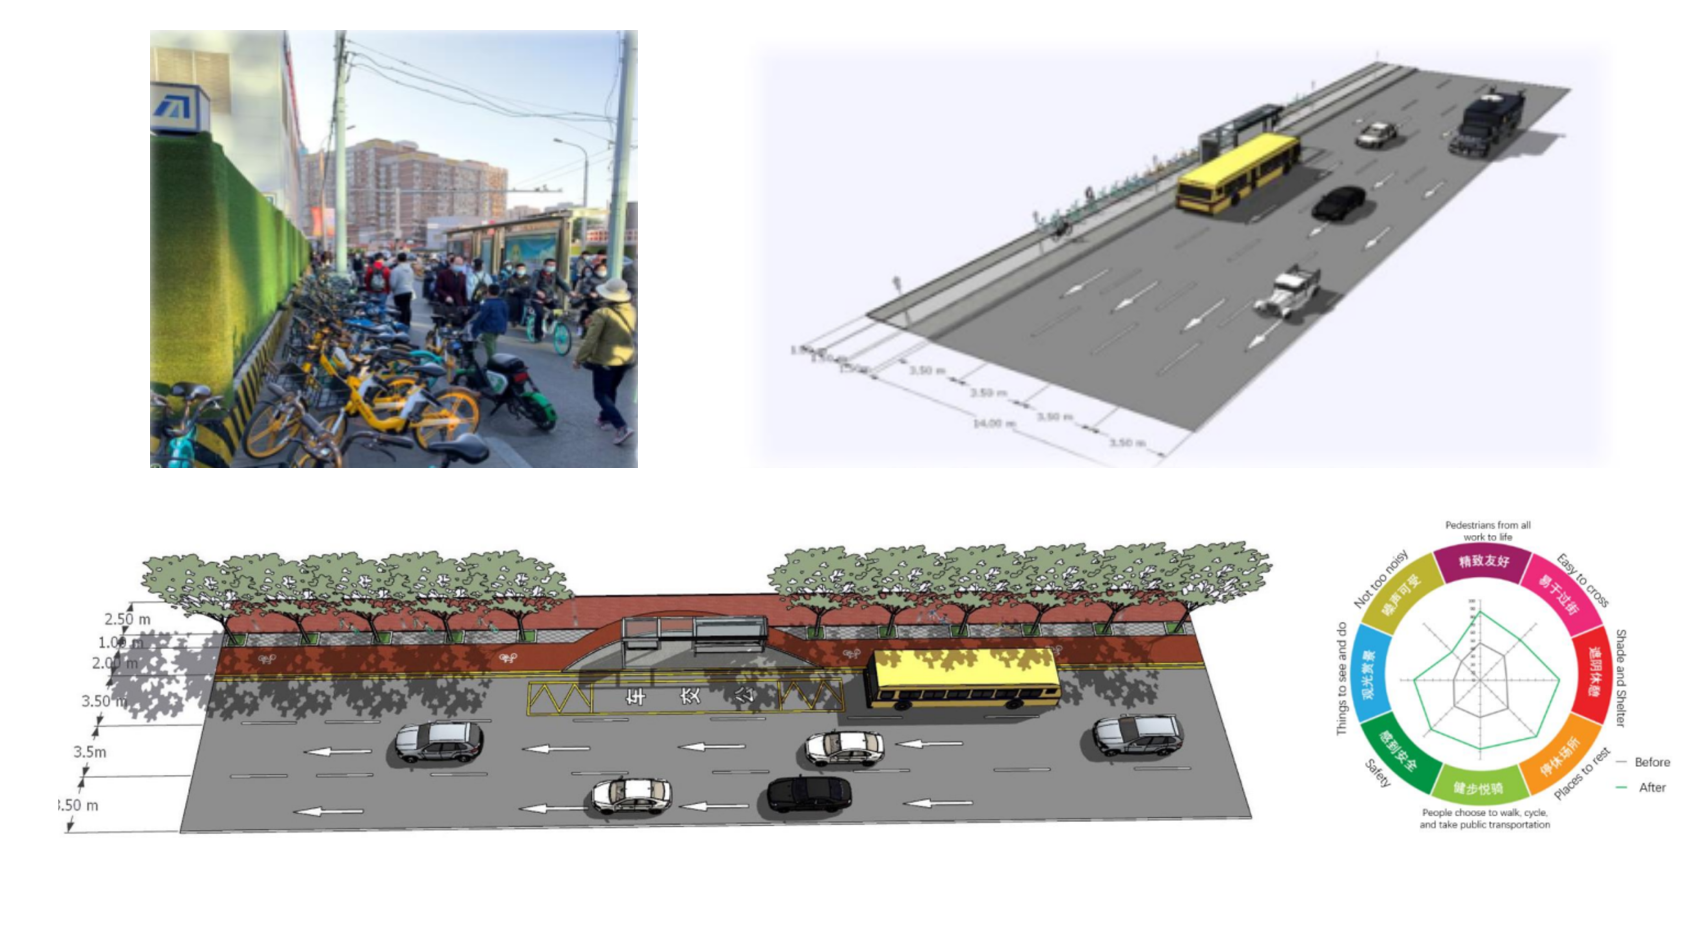 3.50 m
3.50 m
3.50 m
3.50 m
14.00 m
2.50 m
2.00 m
3.50 m
3.5m
.50 m
车 交 公
Pedestrians from all
work to life
Easy to cross
Shade and Shelter
Places to rest
People choose to walk, cycle,
and take public transportation
Safety
Things to see and do
Not too noisy
精致友好
易于过街
遮阴休憩
停休场所
健步悦骑
感到安全
观光赏景
噪声可受
Before
After